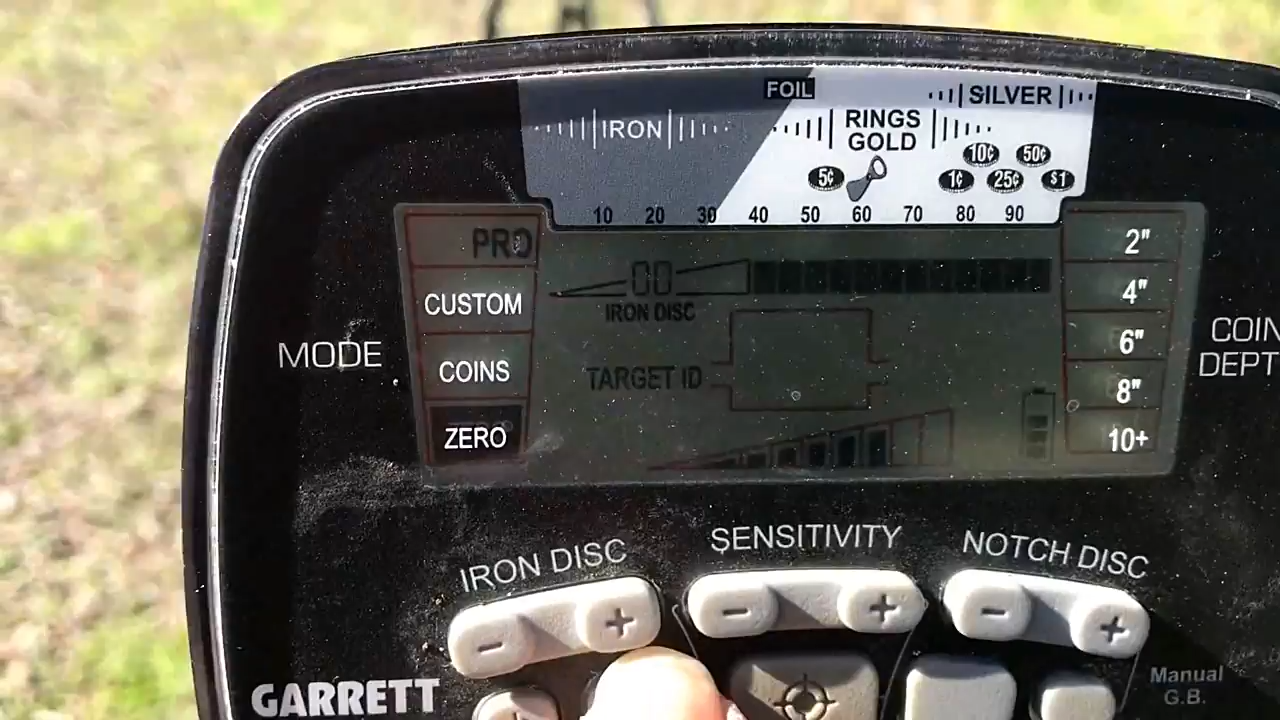 FOIL
SILVER
IRON
RINGS
GOLD
10¢ 50¢
5¢
1¢ 25¢ $1
10 20 30 40 50 60 70 80 90
PRO
2"
00
CUSTOM
4"
IRON DISC
MODE
6"
COIN
DEPT
COINS
TARGET ID
8"
ZERO
10+
IRON DISC
SENSITIVITY
NOTCH DISC
- + - + - +
GARRETT
Manual
G.B.